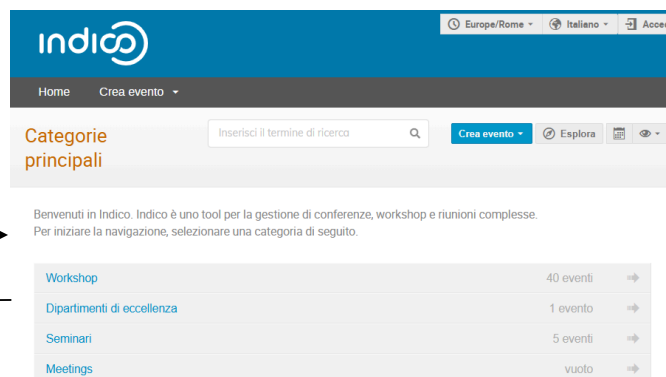 indico
Europe/Rome Italiano
Home Crea evento
Categorie
principali
Inserisci il termine di ricerca
Crea evento Esplora
Benvenuti in Indico. Indico è uno tool per la gestione di conferenze, workshop e riunioni complesse.
Per iniziare la navigazione, selezionare una categoria di seguito.
Workshop 40 eventi
Dipartimenti di eccellenza 1 evento
Seminari 5 eventi
Meetings vuoto